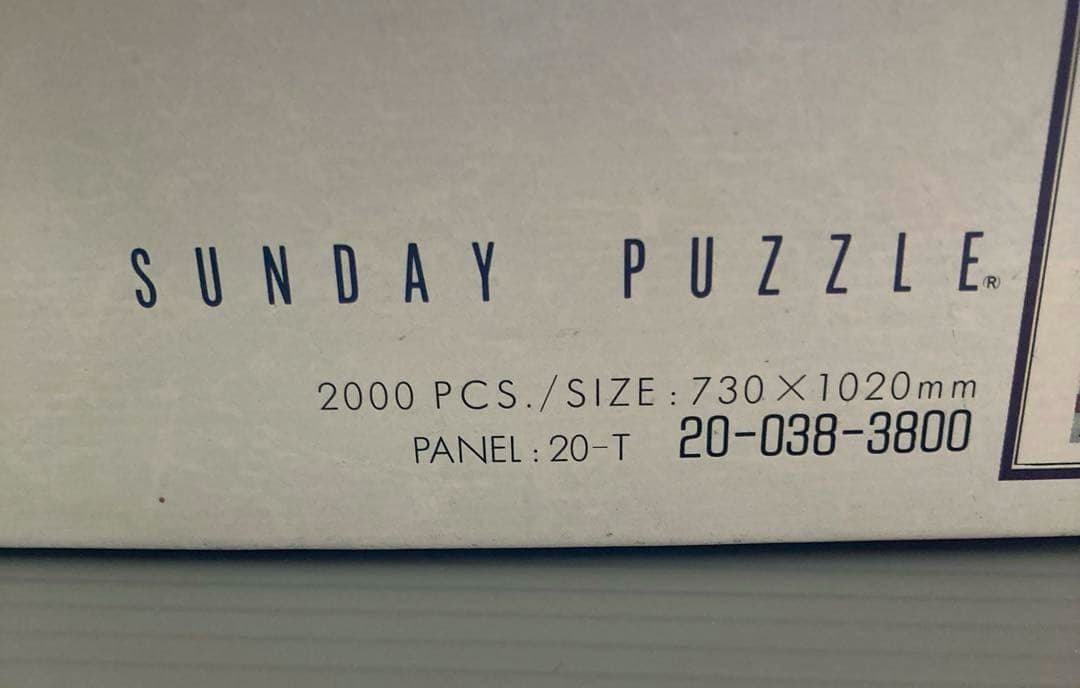 SUNDAY PUZZLE®
2000 PCS./SIZE:730×1020mm
PANEL:20-T 20-038-3800